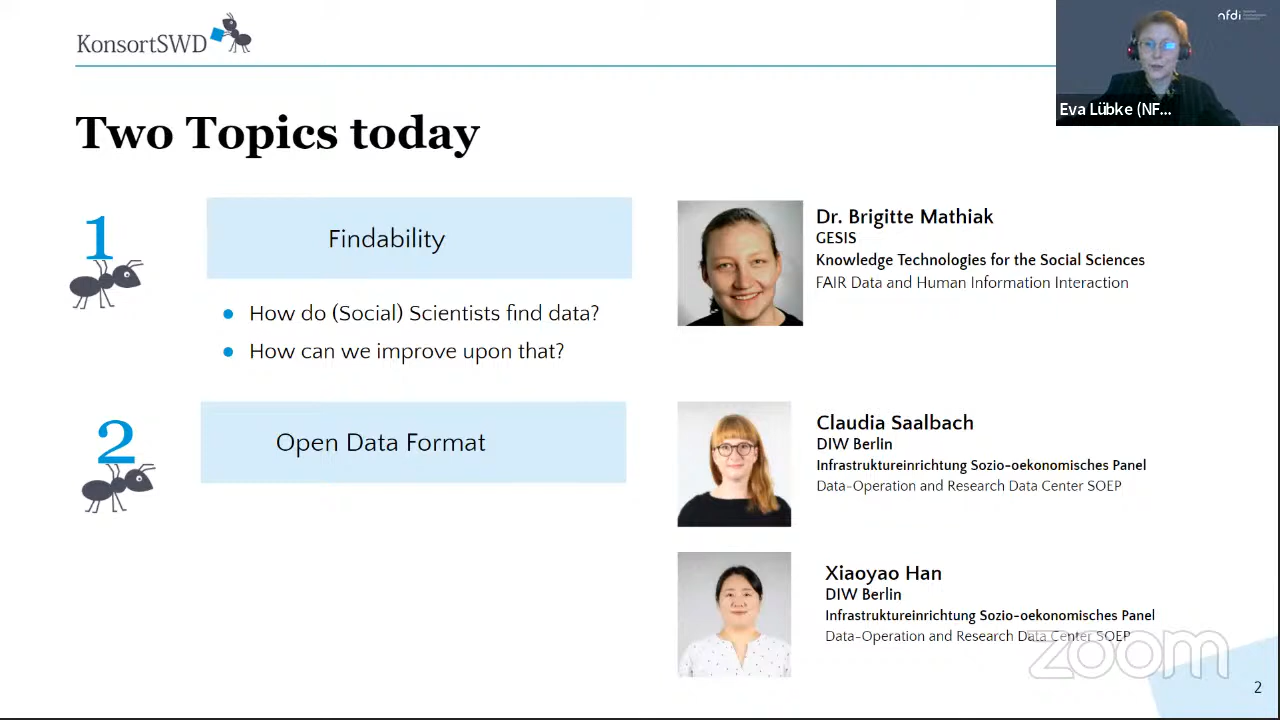 KonsortSWD
nfdi
Eva Lübke (NF...
Two Topics today
1
Findability
How do (Social) Scientists find data?
How can we improve upon that?
Dr. Brigitte Mathiak
GESIS
Knowledge Technologies for the Social Sciences
FAIR Data and Human Information Interaction
2
Open Data Format
Claudia Saalbach
DIW Berlin
Infrastruktureinrichtung Sozio-oekonomisches Panel
Data-Operation and Research Data Center SOEP
Xiaoyao Han
DIW Berlin
Infrastruktureinrichtung Sozio-oekonomisches Panel
Data-Operation and Research Data Center SOEP
zoom
2